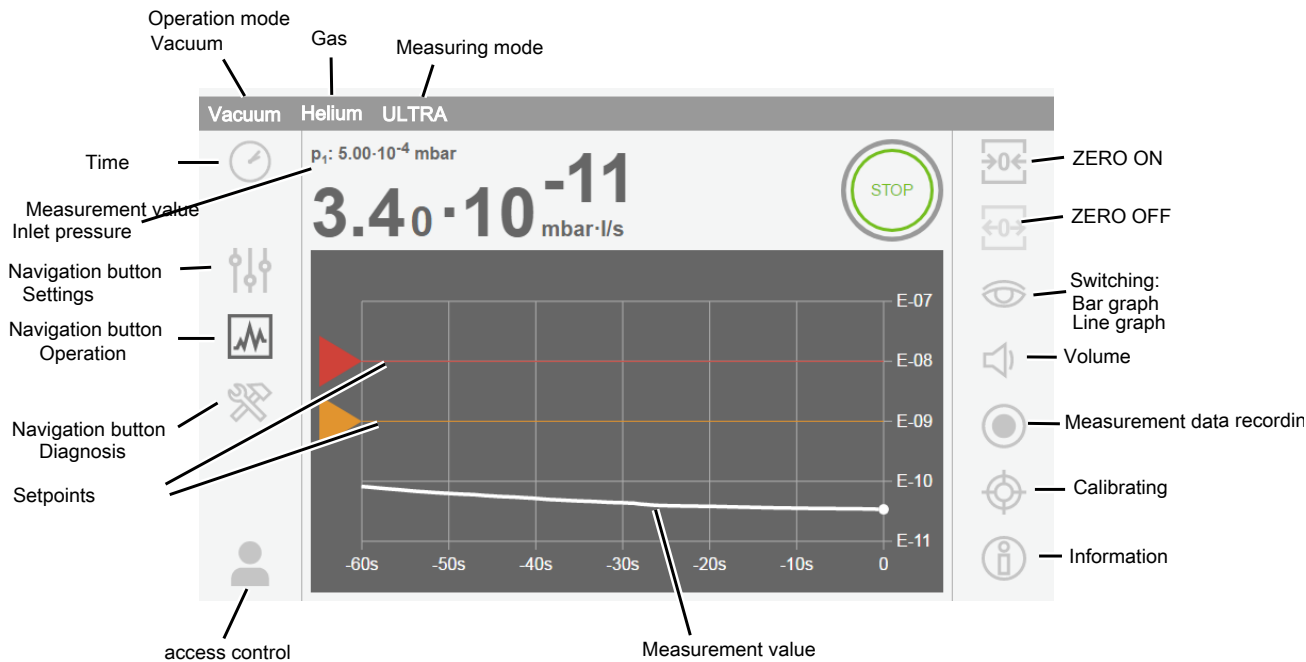 Operation mode
Vacuum
Gas
Measuring mode
Vacuum Helium ULTRA
Time
Measurement value
Inlet pressure
Navigation button
Settings
Navigation button
Operation
Navigation button
Diagnosis
Setpoints
access control
p₁: 5.00·10⁻⁴ mbar
3.40·10⁻¹¹ mbar·l/s
STOP
E-07
E-08
E-09
E-10
E-11
-60s -50s -40s -30s -20s -10s 0
Measurement value
→0←
ZERO ON
←0→
ZERO OFF
Switching:
Bar graph
Line graph
Volume
Measurement data recordin
Calibrating
Information